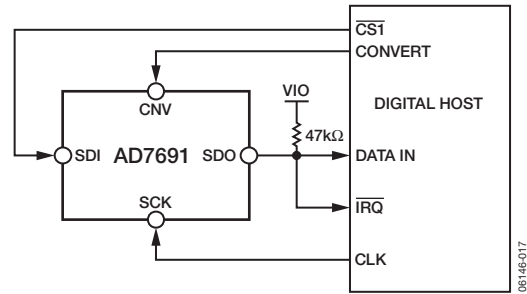 CS1
CONVERT
VIO
DIGITAL HOST
CNV
47kΩ
SDI AD7691 SDO
DATA IN
SCK
IRQ
CLK
06146-017